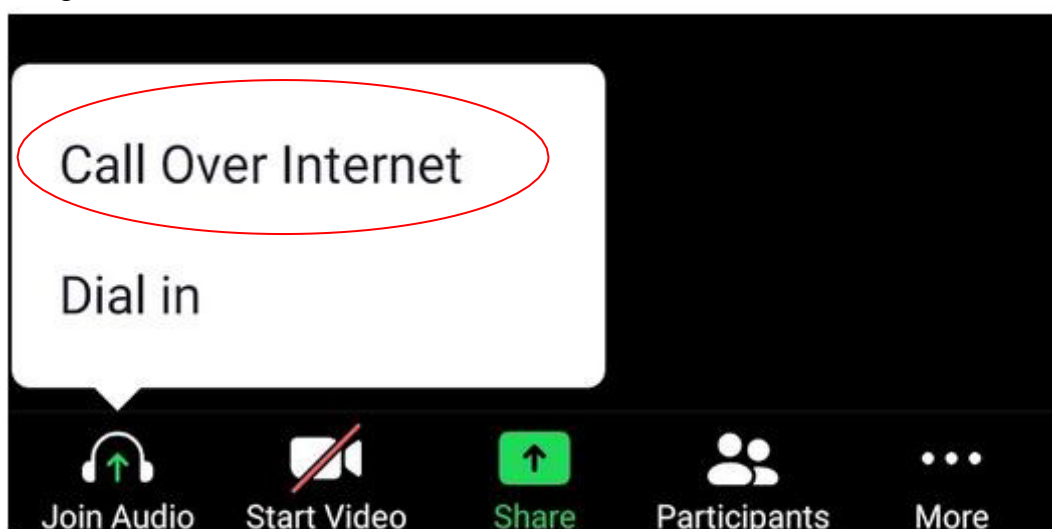 Call Over Internet
Dial in
Join Audio Start Video Share Participants More